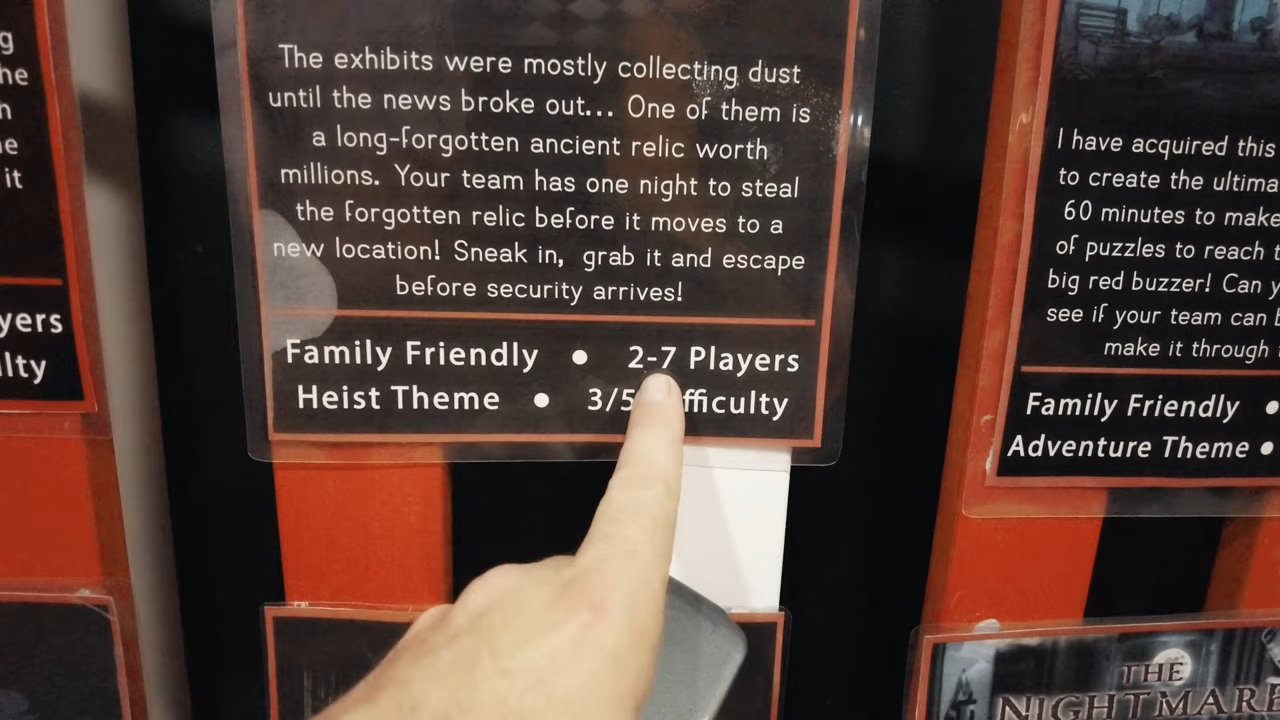 The exhibits were mostly collecting dust
until the news broke out... One of them is
a long-forgotten ancient relic worth
millions. Your team has one night to steal
the forgotten relic before it moves to a
new location! Sneak in, grab it and escape
before security arrives!
Family Friendly • 2-7 Players
Heist Theme • 3/5 fficulty
g
he
h
e
it
yers
lty
I have acquired this
to create the ultima
60 minutes to make
of puzzles to reach t
big red buzzer! Can y
see if your team can
make it through
Family Friendly •
Adventure Theme •
THE
NIGHTMARE